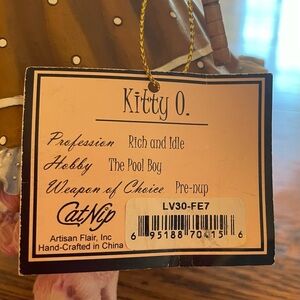 Kitty O.
Profession Rich and Idle
Hobby The Pool Boy
Weapon of Choice Pre-nup
CatNip
Artisan Flair, Inc
Hand-Crafted in China
LV30-FE7
6 95188 70415 6